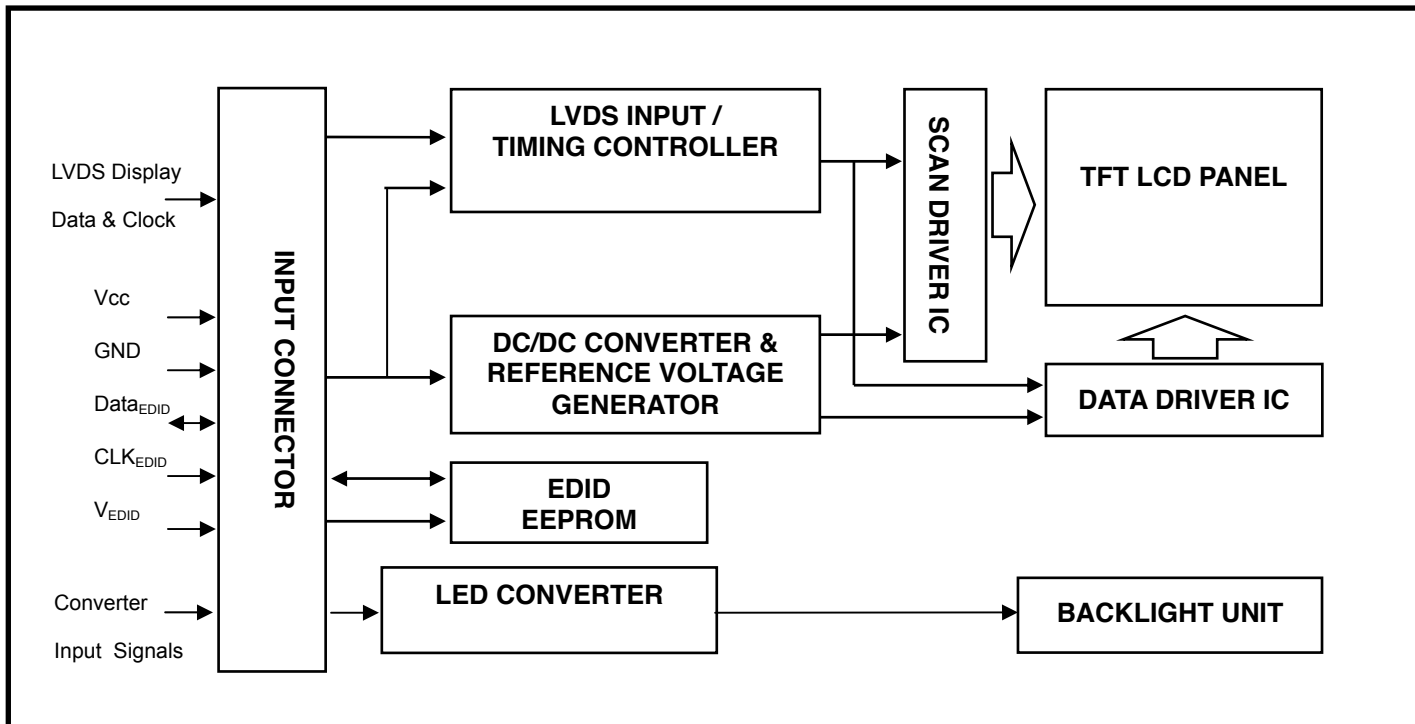 LVDS Display
Data & Clock
Vcc
GND
DataEDID
CLKEDID
VEDID
Converter
Input Signals
INPUT CONNECTOR
LVDS INPUT /
TIMING CONTROLLER
DC/DC CONVERTER &
REFERENCE VOLTAGE
GENERATOR
EDID
EEPROM
LED CONVERTER
SCAN DRIVER IC
TFT LCD PANEL
DATA DRIVER IC
BACKLIGHT UNIT